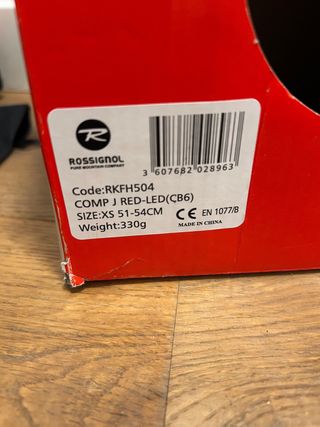 ROSSIGNOL
PURE MOUNTAIN COMPANY
3 607682 028963
Code:RKFH504
COMP J RED-LED(CB6)
SIZE:XS 51-54CM
CE EN 1077/B
Weight:330g
MADE IN CHINA